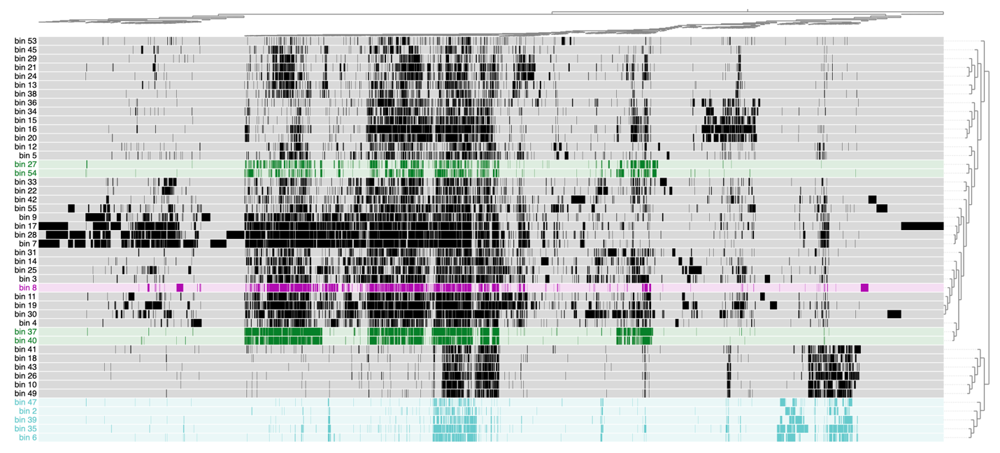 bin 53
bin 45
bin 29
bin 21
bin 24
bin 13
bin 38
bin 36
bin 34
bin 15
bin 16
bin 20
bin 12
bin 5
bin 27
bin 54
bin 33
bin 22
bin 42
bin 55
bin 9
bin 17
bin 28
bin 7
bin 31
bin 14
bin 25
bin 3
bin 8
bin 11
bin 19
bin 30
bin 4
bin 37
bin 40
bin 41
bin 18
bin 43
bin 26
bin 10
bin 49
bin 47
bin 2
bin 39
bin 35
bin 6